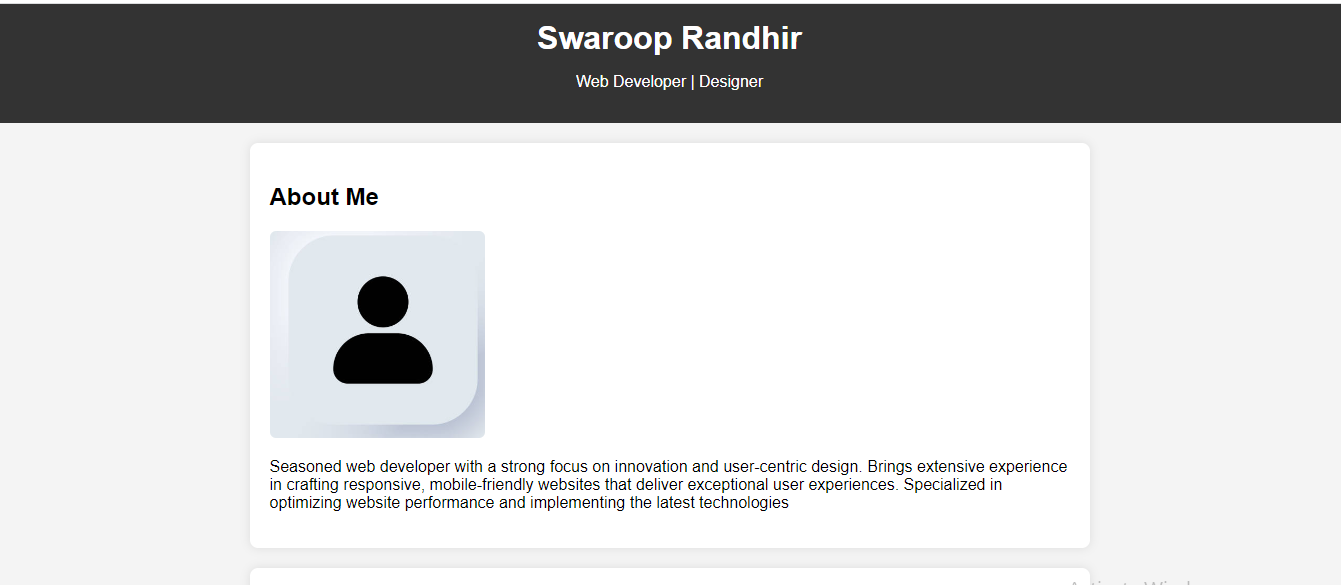 Swaroop Randhir
Web Developer | Designer
About Me
Seasoned web developer with a strong focus on innovation and user-centric design. Brings extensive experience
in crafting responsive, mobile-friendly websites that deliver exceptional user experiences. Specialized in
optimizing website performance and implementing the latest technologies